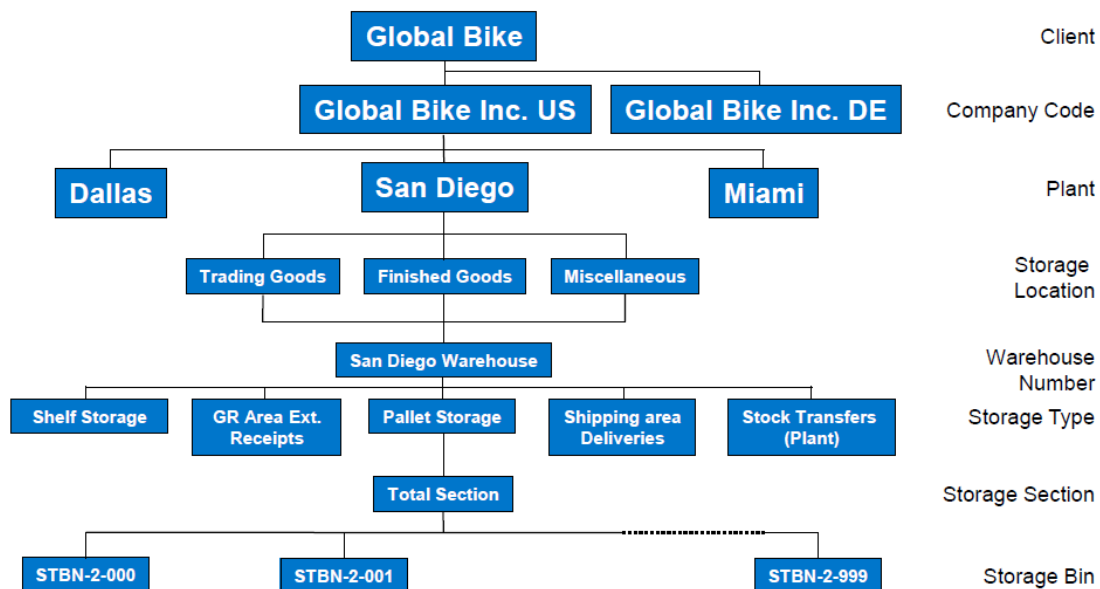 Global Bike
Client
Global Bike Inc. US
Global Bike Inc. DE
Company Code
Dallas
San Diego
Miami
Plant
Trading Goods
Finished Goods
Miscellaneous
Storage
Location
San Diego Warehouse
Warehouse
Number
Shelf Storage
GR Area Ext.
Receipts
Pallet Storage
Shipping area
Deliveries
Stock Transfers
(Plant)
Storage Type
Total Section
Storage Section
STBN-2-000
STBN-2-001
STBN-2-999
Storage Bin